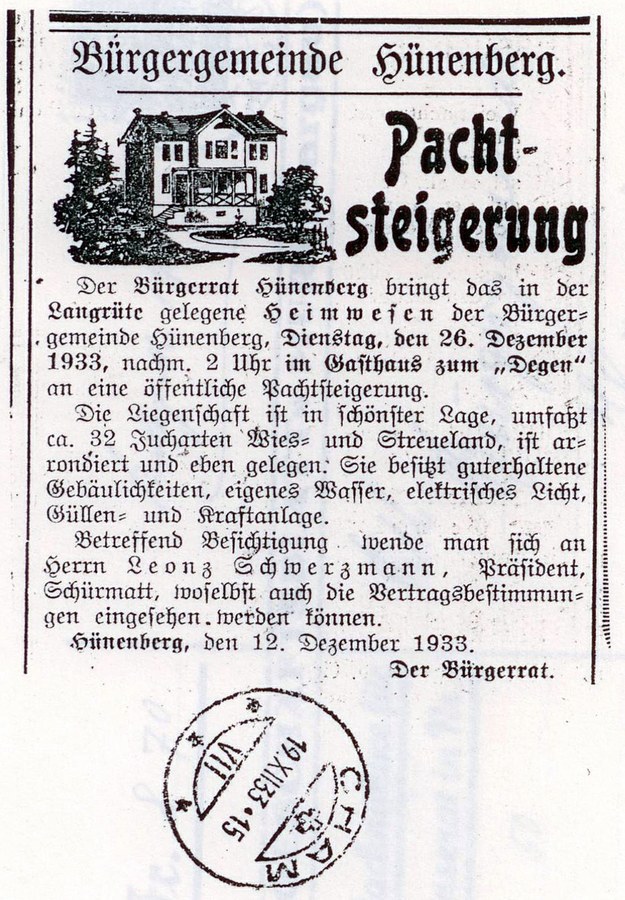 Bürgergemeinde Hünenberg.
Pacht-
steigerung
Der Bürgerrat Hünenberg bringt das in der
Langrüte gelegene Heimwesen der Bürger-
gemeinde Hünenberg, Dienstag, den 26. Dezember
1933, nachm. 2 Uhr im Gasthaus zum „Degen"
an eine öffentliche Pachtsteigerung.
Die Liegenschaft ist in schönster Lage, umfaßt
ca. 32 Jucharten Wies- und Streueland, ist ar-
rondiert und eben gelegen. Sie besitzt guterhaltene
Gebäulichkeiten, eigenes Wasser, elektrisches Licht,
Güllen- und Kraftanlage.
Betreffend Besichtigung wende man sich an
Herrn Leonz Schwerzmann, Präsident,
Schürmatt, woselbst auch die Vertragsbestimmun-
gen eingesehen werden können.
Hünenberg, den 12. Dezember 1933.
Der Bürgerrat.
VII
19.XII33·15
CHAM